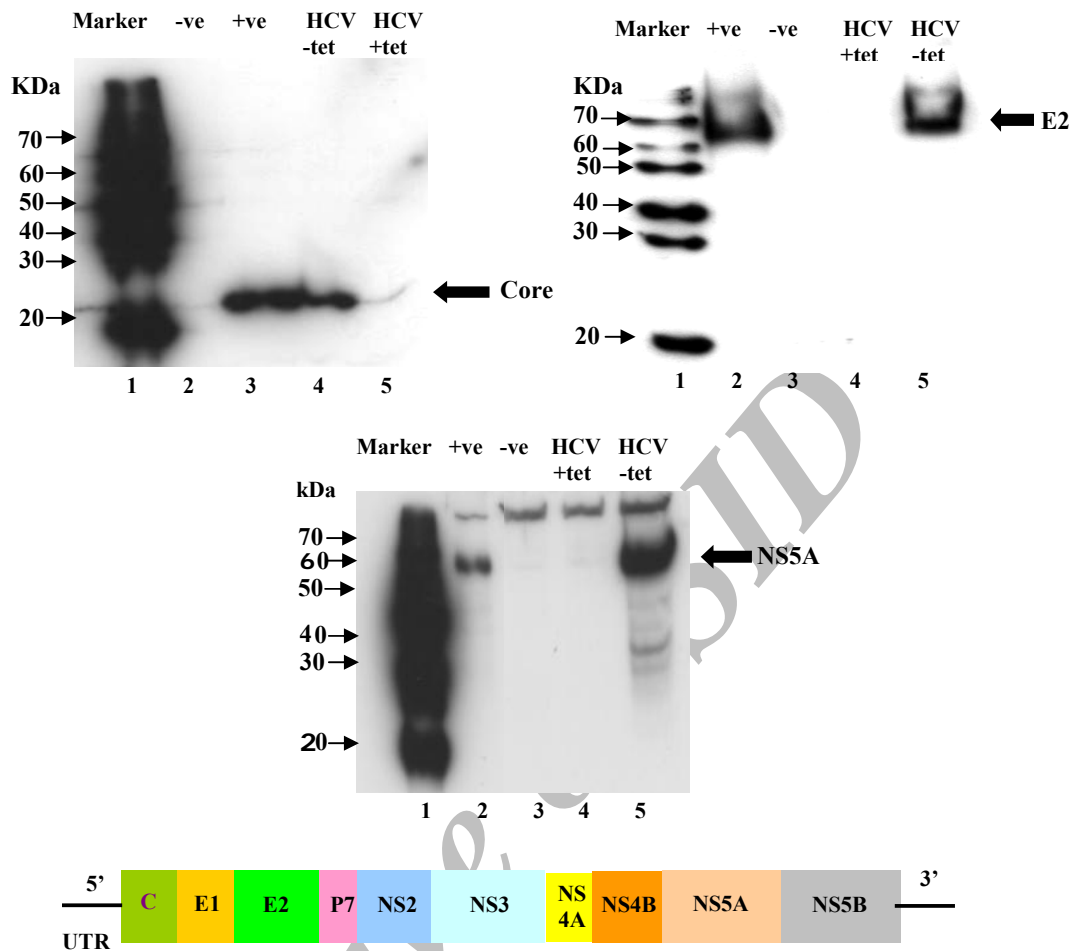 Marker -ve +ve HCV -tet HCV +tet
KDa
70
60
50
40
30
20
Core
1 2 3 4 5
Marker +ve -ve HCV +tet HCV -tet
KDa
70
60
50
40
30
20
E2
1 2 3 4 5
Marker +ve -ve HCV +tet HCV -tet
kDa
70
60
50
40
30
20
NS5A
1 2 3 4 5
5’ C E1 E2 P7 NS2 NS3 NS 4A NS4B NS5A NS5B 3’
UTR
SID